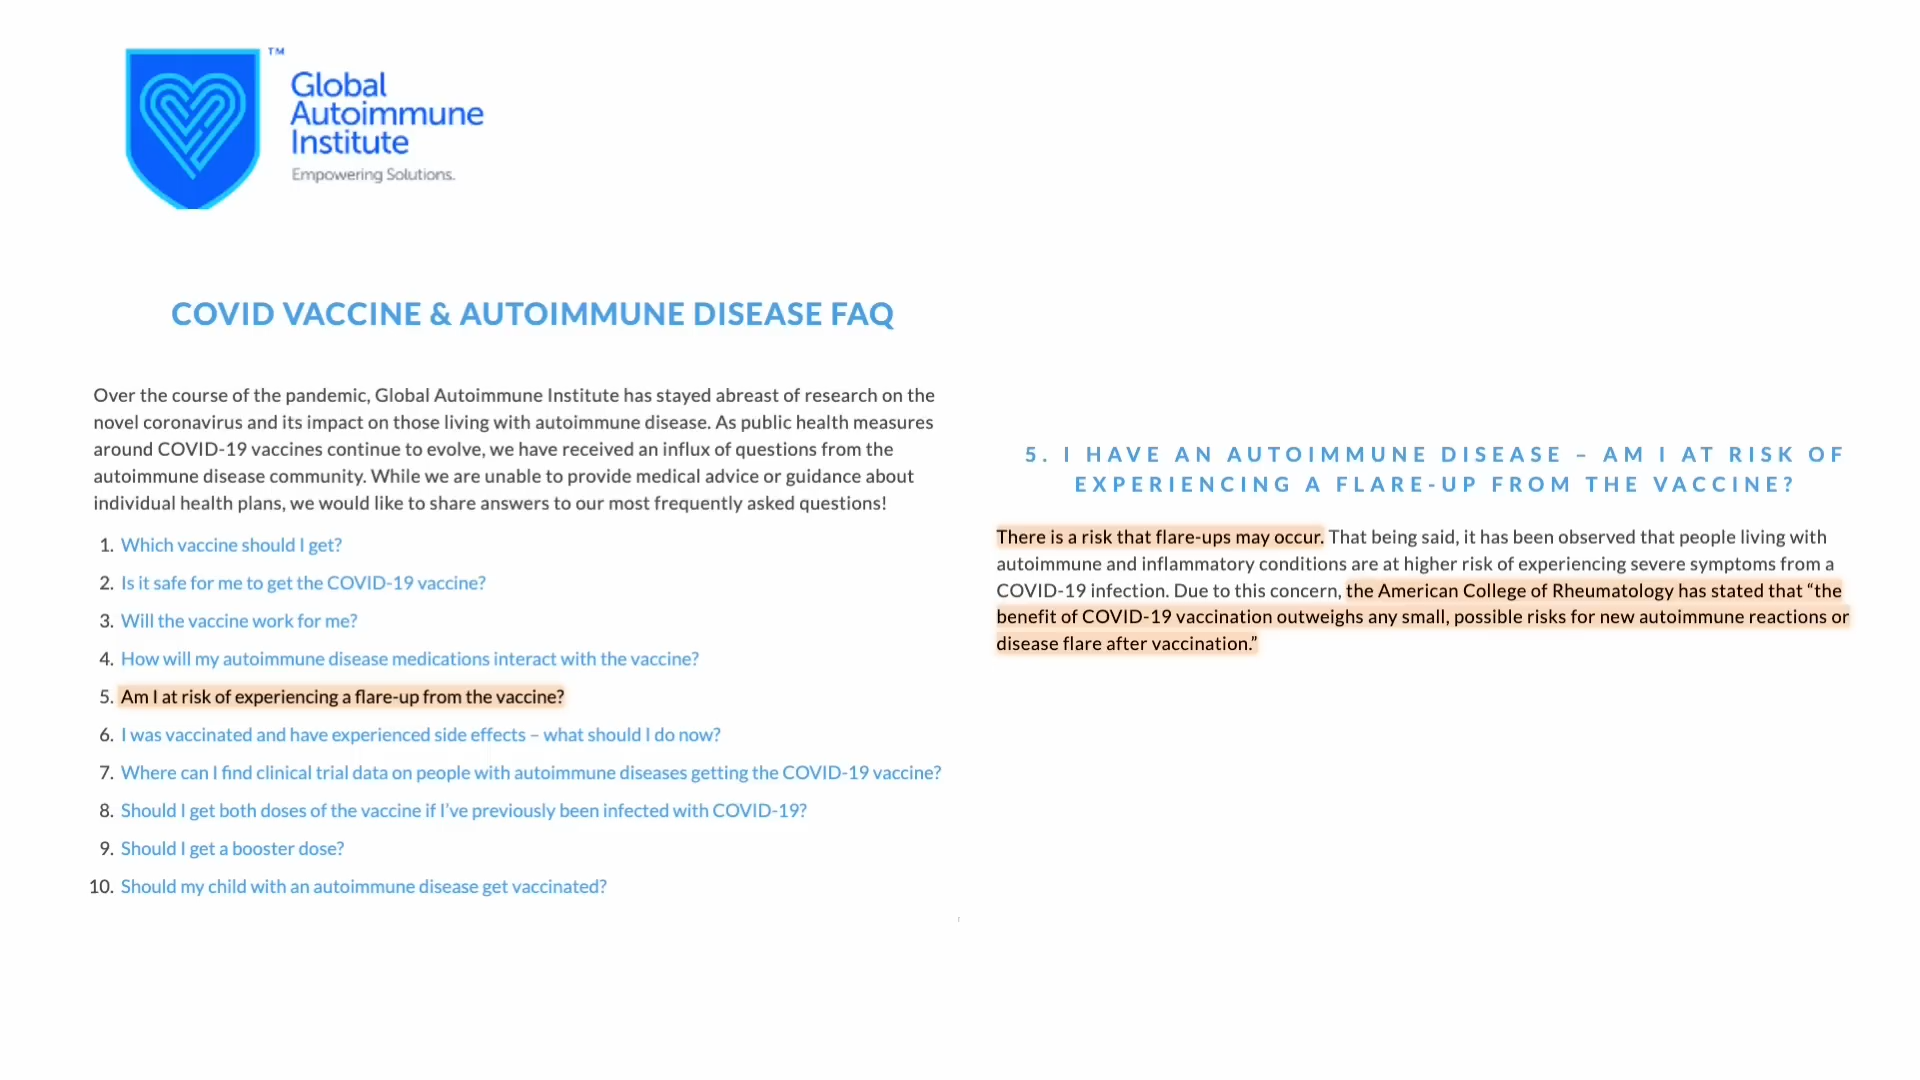 TM
Global
Autoimmune
Institute
Empowering Solutions.
COVID VACCINE & AUTOIMMUNE DISEASE FAQ
Over the course of the pandemic, Global Autoimmune Institute has stayed abreast of research on the
novel coronavirus and its impact on those living with autoimmune disease. As public health measures
around COVID-19 vaccines continue to evolve, we have received an influx of questions from the
autoimmune disease community. While we are unable to provide medical advice or guidance about
individual health plans, we would like to share answers to our most frequently asked questions!
1. Which vaccine should I get?
2. Is it safe for me to get the COVID-19 vaccine?
3. Will the vaccine work for me?
4. How will my autoimmune disease medications interact with the vaccine?
5. Am I at risk of experiencing a flare-up from the vaccine?
6. I was vaccinated and have experienced side effects – what should I do now?
7. Where can I find clinical trial data on people with autoimmune diseases getting the COVID-19 vaccine?
8. Should I get both doses of the vaccine if I've previously been infected with COVID-19?
9. Should I get a booster dose?
10. Should my child with an autoimmune disease get vaccinated?
5. I HAVE AN AUTOIMMUNE DISEASE – AM I AT RISK OF
EXPERIENCING A FLARE-UP FROM THE VACCINE?
There is a risk that flare-ups may occur. That being said, it has been observed that people living with
autoimmune and inflammatory conditions are at higher risk of experiencing severe symptoms from a
COVID-19 infection. Due to this concern, the American College of Rheumatology has stated that “the
benefit of COVID-19 vaccination outweighs any small, possible risks for new autoimmune reactions or
disease flare after vaccination.”